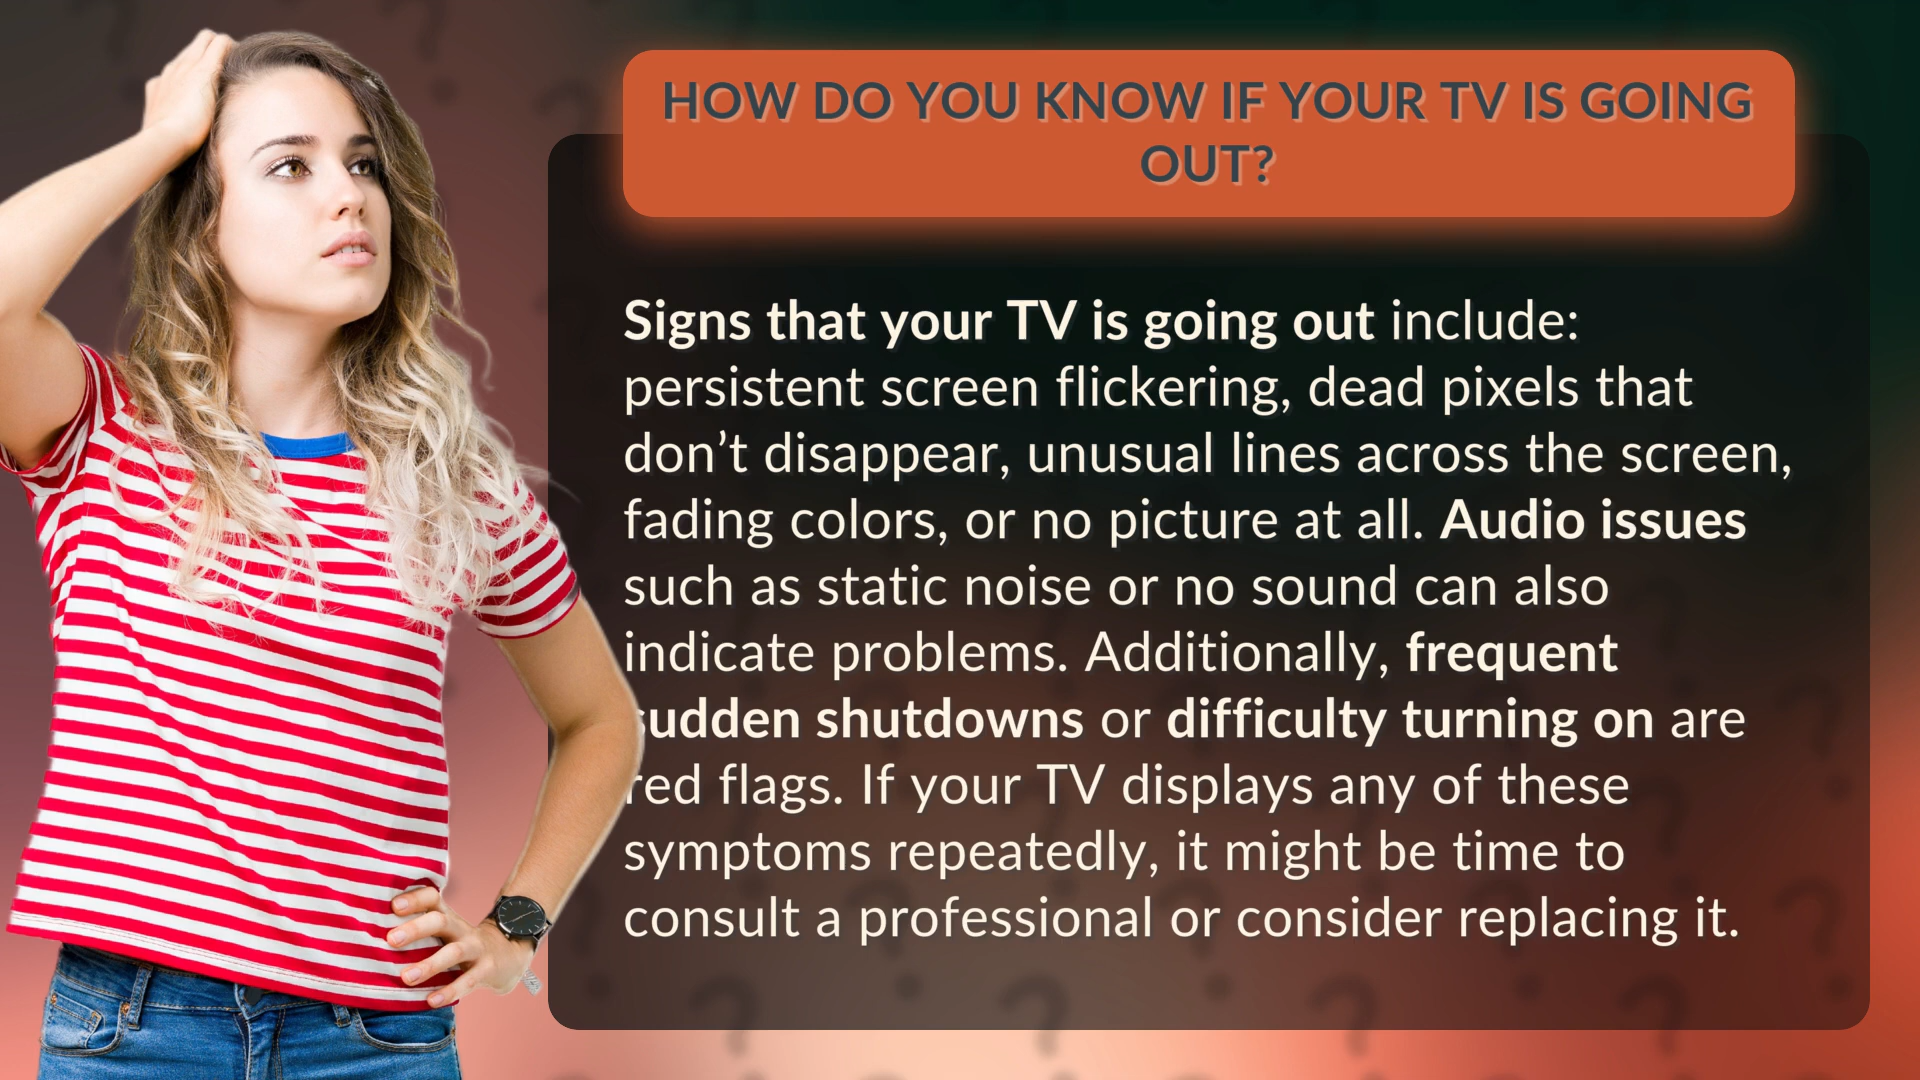 HOW DO YOU KNOW IF YOUR TV IS GOING
OUT?
Signs that your TV is going out include:
persistent screen flickering, dead pixels that
don’t disappear, unusual lines across the screen,
fading colors, or no picture at all. Audio issues
such as static noise or no sound can also
indicate problems. Additionally, frequent
sudden shutdowns or difficulty turning on are
red flags. If your TV displays any of these
symptoms repeatedly, it might be time to
consult a professional or consider replacing it.